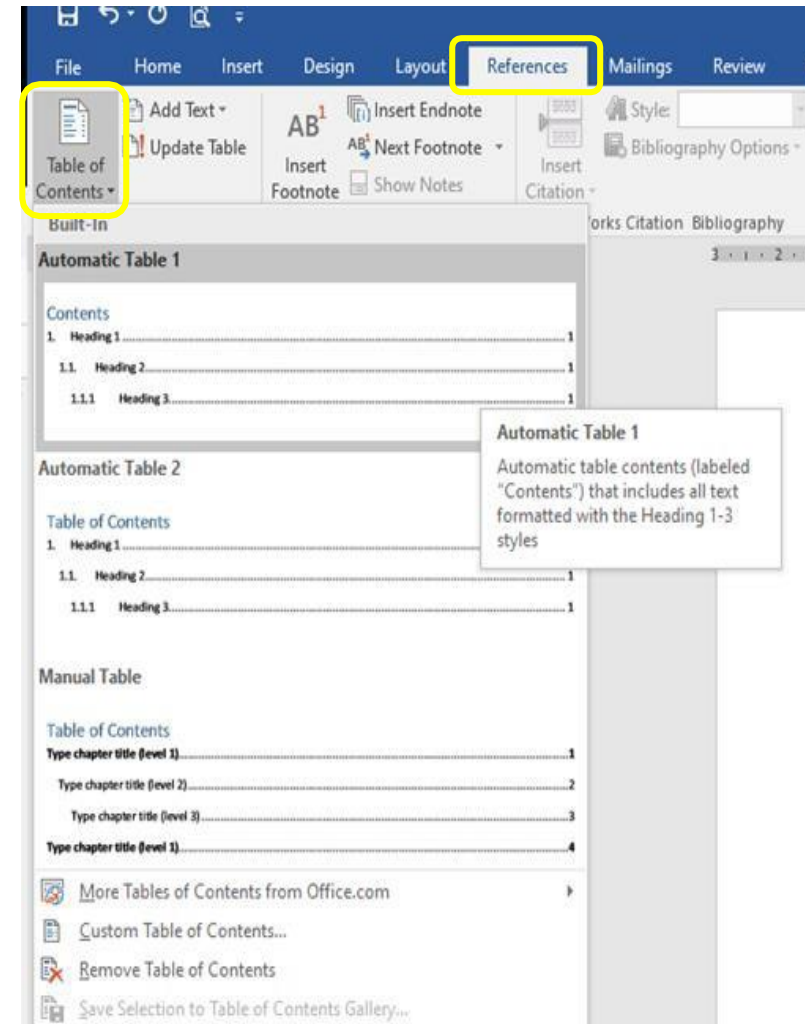 File Home Insert Design Layout References Mailings Review
Table of Contents
Add Text
Update Table
AB1 Insert Footnote
Insert Endnote
AB1 Next Footnote
Show Notes
Insert Citation
Style:
Bibliography Options
orks Citation Bibliography
3 · ı · 2 ·
Built-In
Automatic Table 1
Contents
1. Heading 1 1
1.1. Heading 2 1
1.1.1 Heading 3 1
Automatic Table 1
Automatic table contents (labeled
"Contents") that includes all text
formatted with the Heading 1-3
styles
Automatic Table 2
Table of Contents
1. Heading 1
1.1. Heading 2 1
1.1.1 Heading 3 1
Manual Table
Table of Contents
Type chapter title (level 1) 1
Type chapter title (level 2) 2
Type chapter title (level 3) 3
Type chapter title (level 1) 4
More Tables of Contents from Office.com
Custom Table of Contents...
Remove Table of Contents
Save Selection to Table of Contents Gallery...